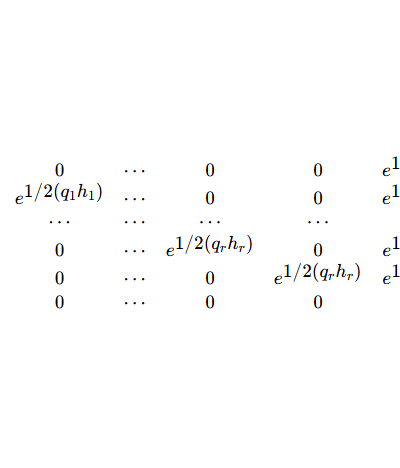 0 ⋯ 0 0 e^1
e^{1/2(q_1h_1)} ⋯ 0 0 e^1
⋯ ⋯ ⋯ ⋯
0 ⋯ e^{1/2(q_rh_r)} 0 e^1
0 ⋯ 0 e^{1/2(q_rh_r)} e^1
0 ⋯ 0 0